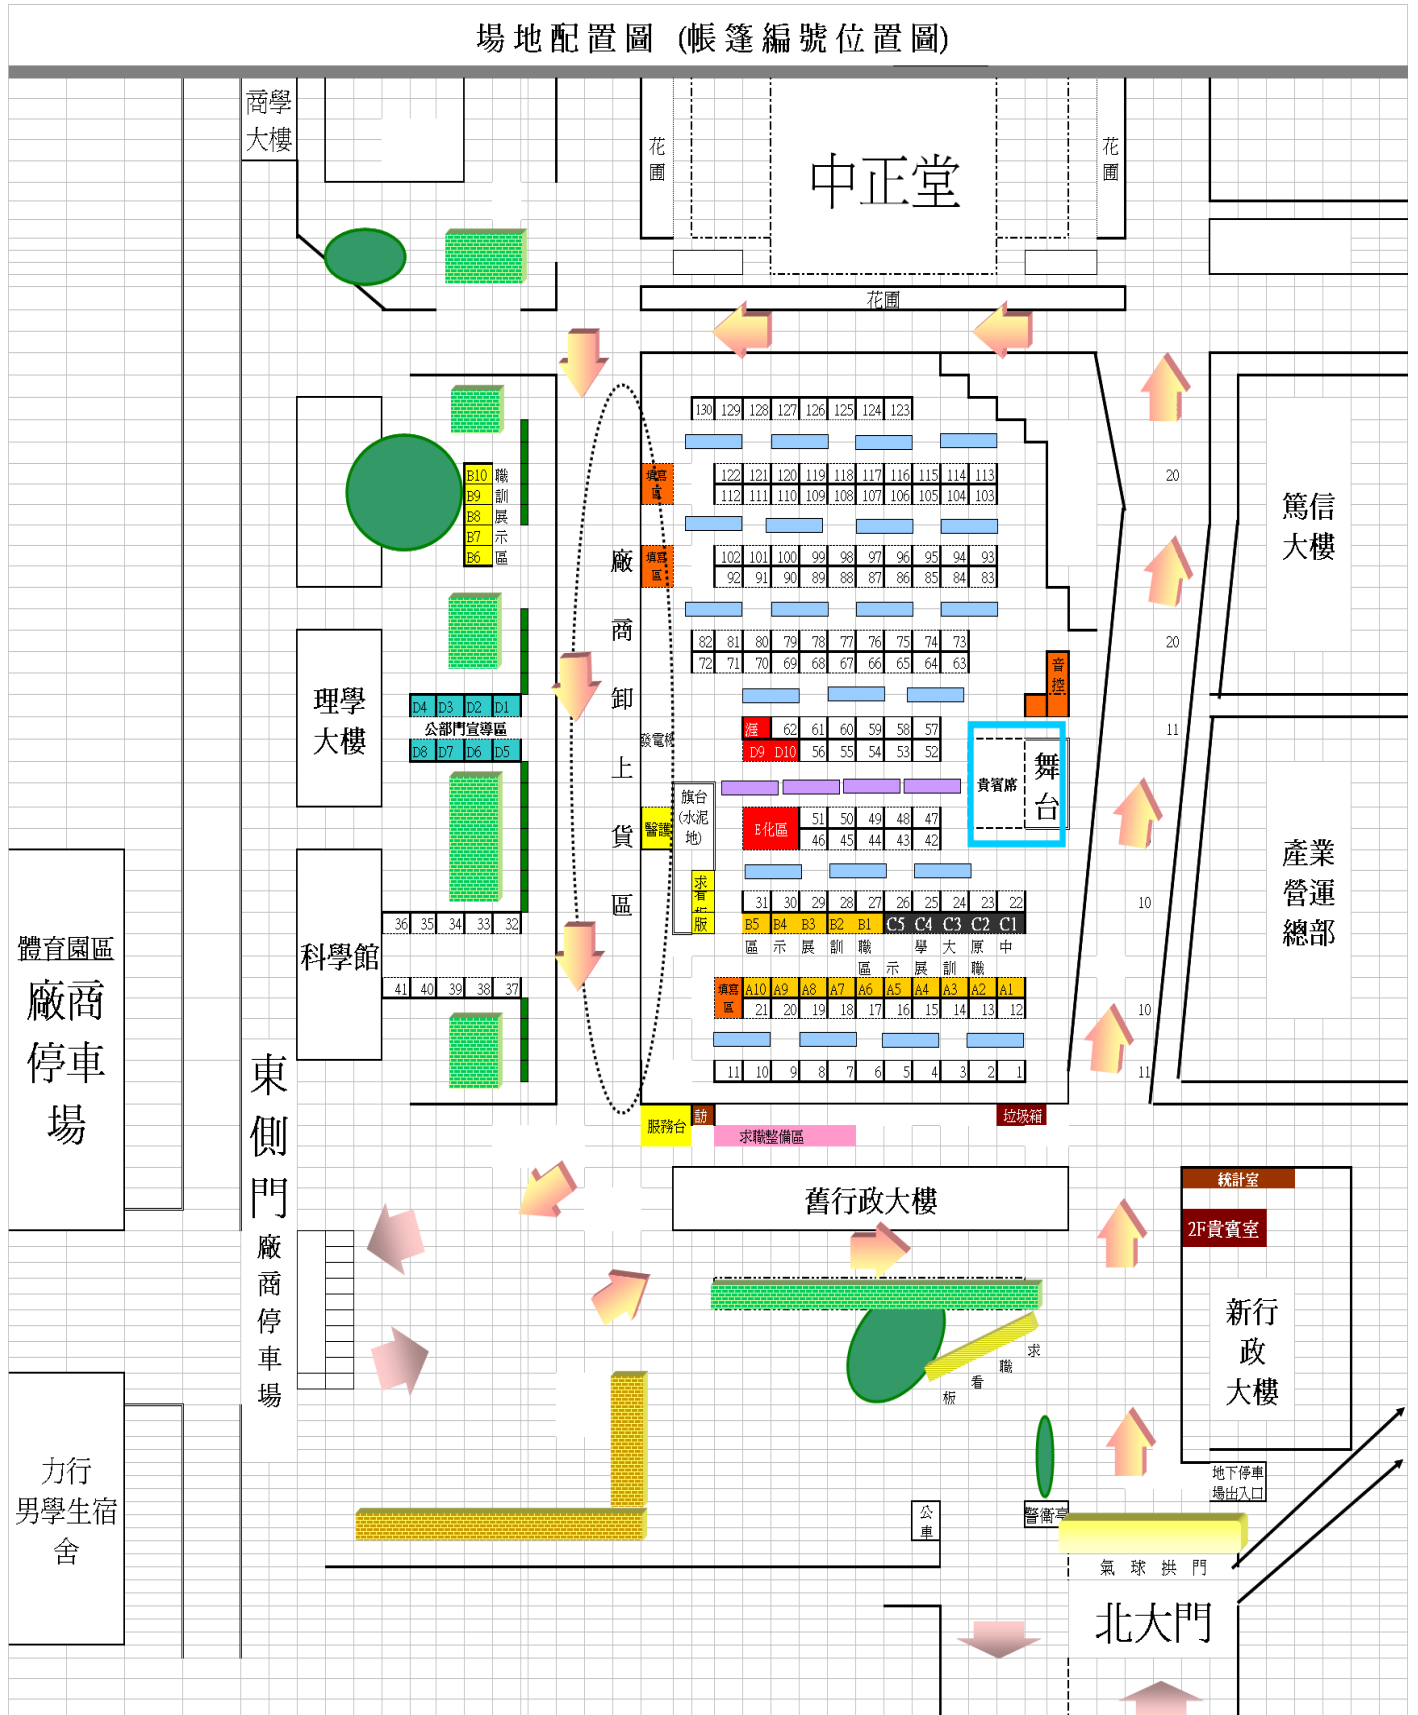 場地配置圖 (帳篷編號位置圖)
商學
大樓
花
圃
中正堂
花
圃
花圃
130 129 128 127 126 125 124 123
B10 職
B9 訓
B8 展
B7 示
B6 區
填寫
區
122 121 120 119 118 117 116 115 114 113
112 111 110 109 108 107 106 105 104 103
20
篤信
大樓
填寫
區
102 101 100 99 98 97 96 95 94 93
92 91 90 89 88 87 86 85 84 83
廠商卸上貨區
82 81 80 79 78 77 76 75 74 73
72 71 70 69 68 67 66 65 64 63
20
音
控
理學
大樓
D4 D3 D2 D1
公部門宣導區
D8 D7 D6 D5
發電機
62 61 60 59 58 57
D9 D10 56 55 54 53 52
11
貴賓席
舞
台
旗台
(水泥
地)
醫護
E化區
51 50 49 48 47
46 45 44 43 42
產業
營運
總部
求
看
板
版
31 30 29 28 27 26 25 24 23 22
10
36 35 34 33 32
B5 B4 B3 B2 B1 C5 C4 C3 C2 C1
區 示 展 訓 職 學 大 原 中
區 示 展 訓 職
科學館
體育園區
廠商
停車
場
41 40 39 38 37
填寫
區
A10 A9 A8 A7 A6 A5 A4 A3 A2 A1
21 20 19 18 17 16 15 14 13 12
10
11 10 9 8 7 6 5 4 3 2 1
11
東
側
門
服務台
訪
垃圾箱
求職整備區
舊行政大樓
統計室
2F貴賓室
廠
商
停
車
場
新行
政
大樓
求
職
看
板
力行
男學生宿
舍
地下停車
場出入口
公
車
警衛亭
氣球拱門
北大門